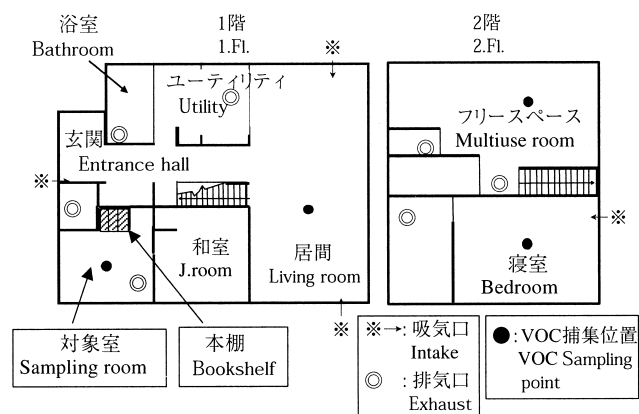 浴室
Bathroom
1階
1.Fl.
※
2階
2.Fl.
ユーティリティ
Utility
フリースペース
Multiuse room
玄関
Entrance hall
※
※
和室
J.room
居間
Living room
寝室
Bedroom
対象室
Sampling room
本棚
Bookshelf
※
※→: 吸気口
Intake
◎: 排気口
Exhaust
●: VOC捕集位置
VOC Sampling
point